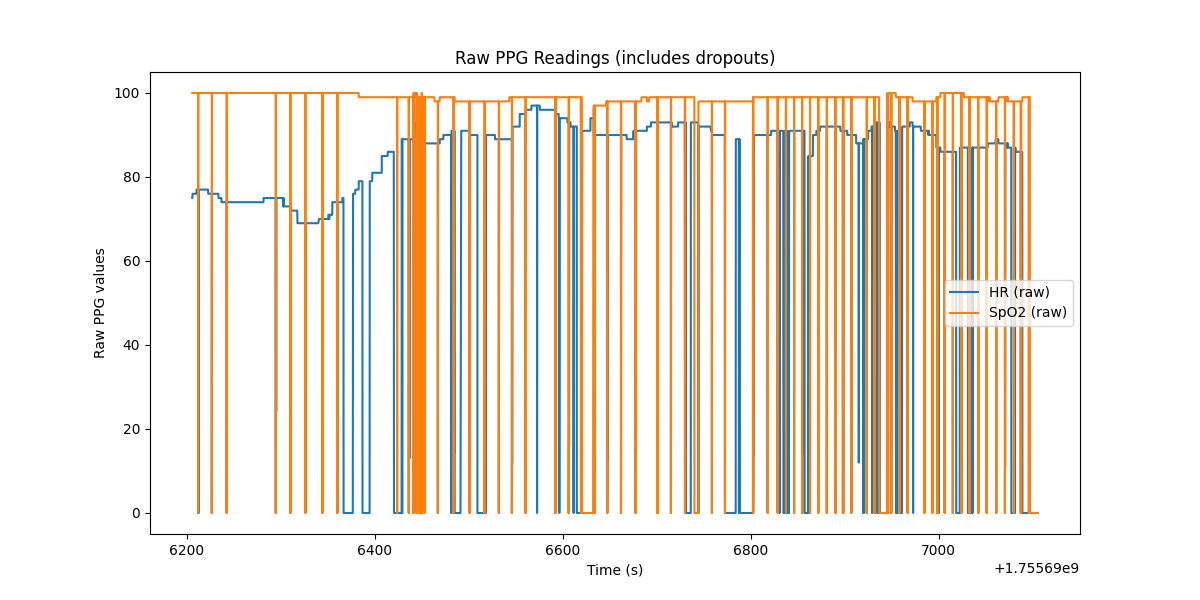 Raw PPG Readings (includes dropouts)
100
80
60
40
20
0
Raw PPG values
HR (raw)
SpO2 (raw)
6200 6400 6600 6800 7000
Time (s)
+1.75569e9